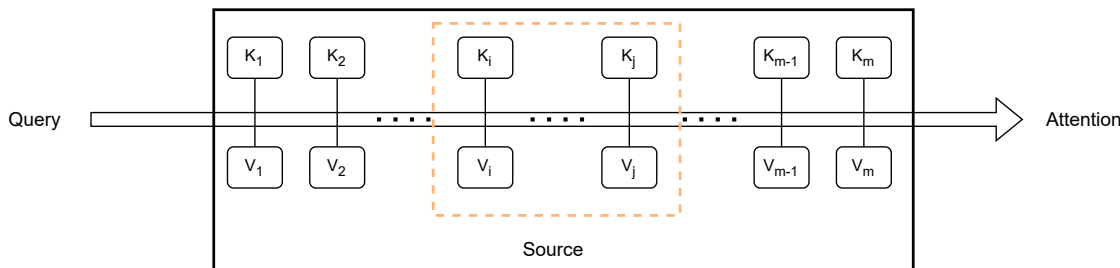 K₁ K₂ Kᵢ Kⱼ Kₘ₋₁ Kₘ
Query Attention
V₁ V₂ Vᵢ Vⱼ Vₘ₋₁ Vₘ
Source